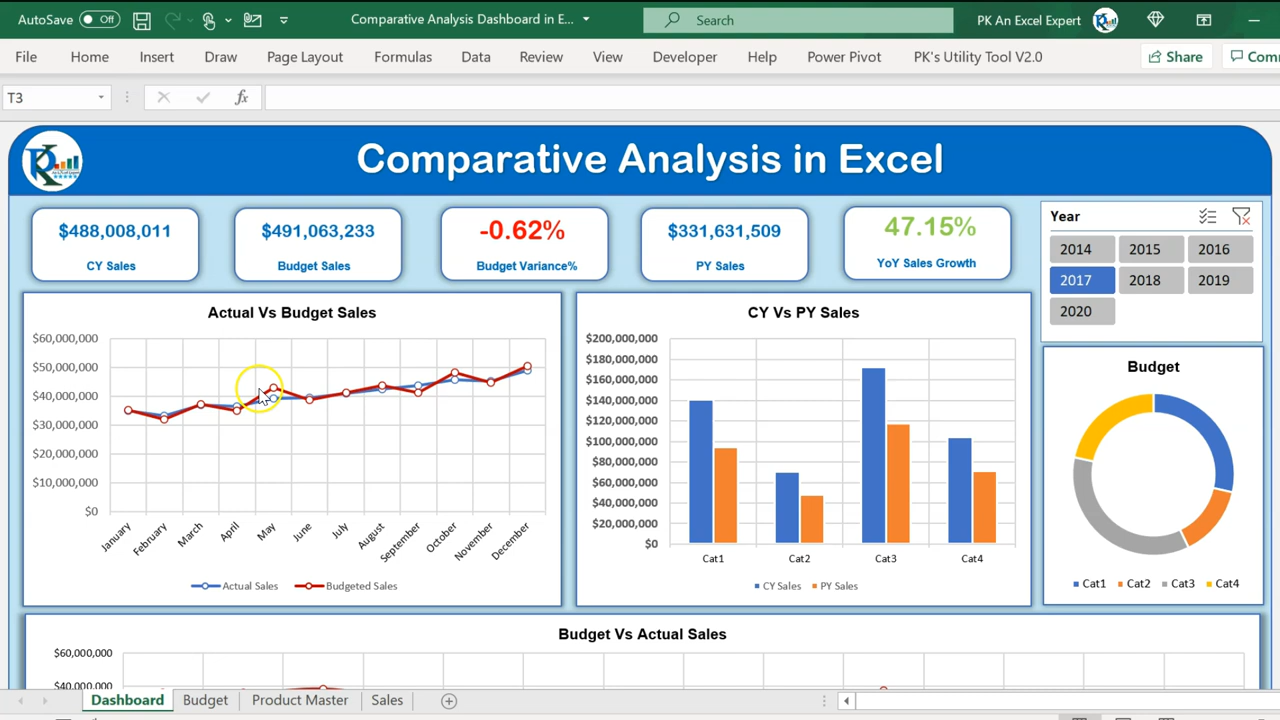 AutoSave Off Comparative Analysis Dashboard in E... Search PK An Excel Expert
File Home Insert Draw Page Layout Formulas Data Review View Developer Help Power Pivot PK's Utility Tool V2.0 Share Com
T3 fx
Comparative Analysis in Excel
$488,008,011
CY Sales
$491,063,233
Budget Sales
-0.62%
Budget Variance%
$331,631,509
PY Sales
47.15%
YoY Sales Growth
Year
2014 2015 2016
2017 2018 2019
2020
Actual Vs Budget Sales
$60,000,000
$50,000,000
$40,000,000
$30,000,000
$20,000,000
$10,000,000
$0
January February March April May June July August September October November December
Actual Sales Budgeted Sales
CY Vs PY Sales
$200,000,000
$180,000,000
$160,000,000
$140,000,000
$120,000,000
$100,000,000
$80,000,000
$60,000,000
$40,000,000
$20,000,000
$0
Cat1 Cat2 Cat3 Cat4
CY Sales PY Sales
Budget
Cat1 Cat2 Cat3 Cat4
Budget Vs Actual Sales
$60,000,000
$40,000,000
Dashboard Budget Product Master Sales